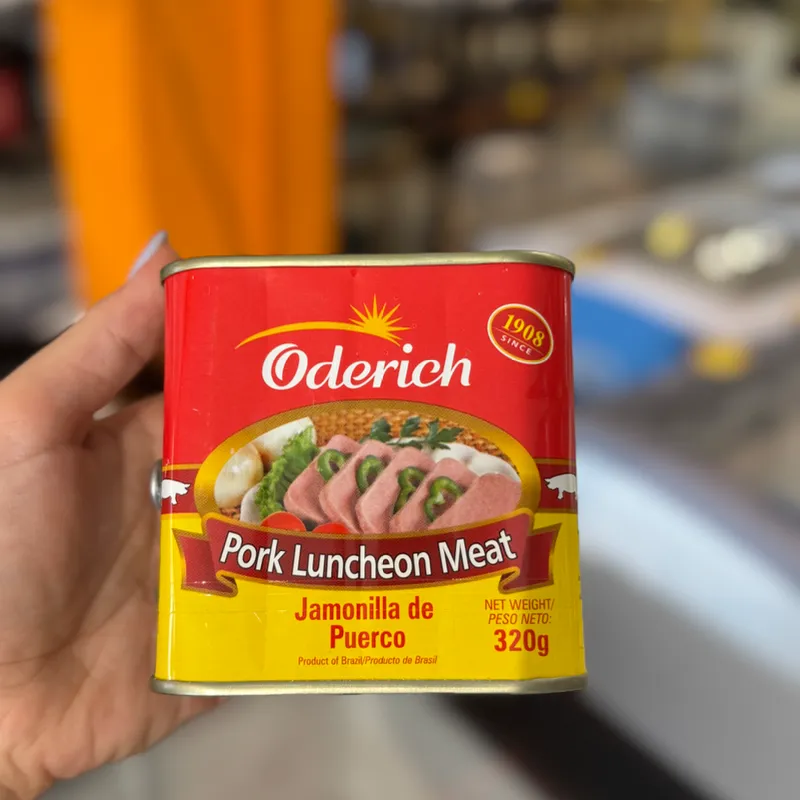 1908
SINCE
Oderich
Pork Luncheon Meat
Jamonilla de
Puerco
Product of Brazil/Producto de Brasil
NET WEIGHT/
PESO NETO:
320g